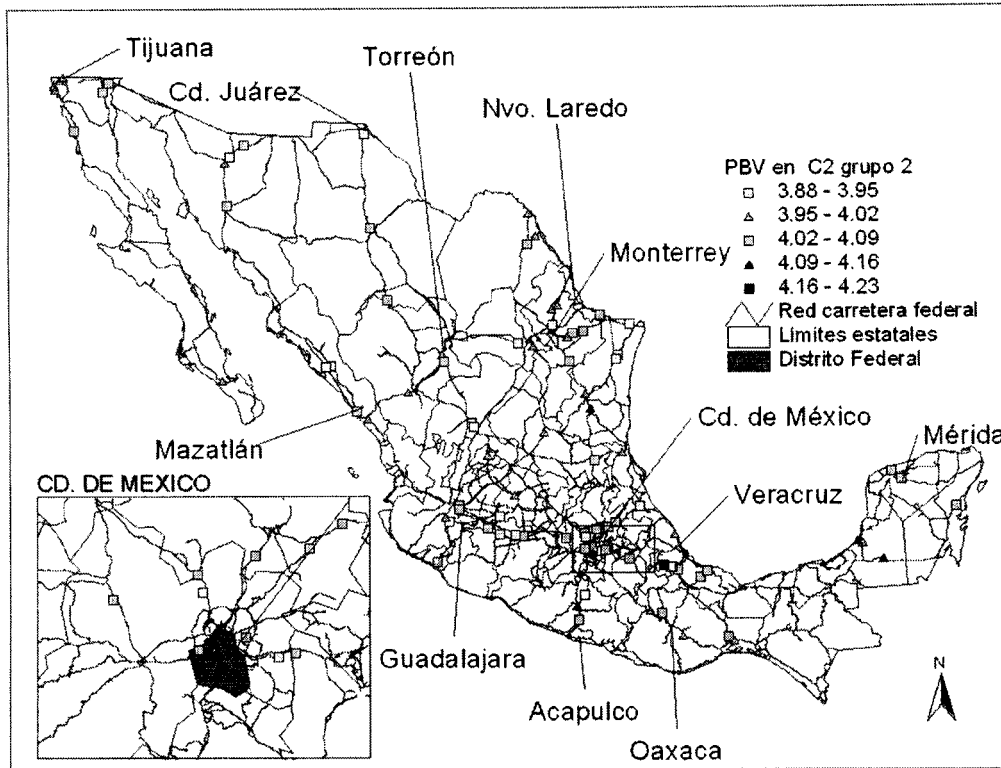 Tijuana
Torreón
Cd. Juárez
Nvo. Laredo
PBV en C2 grupo 2
3.88 - 3.95
3.95 - 4.02
4.02 - 4.09
4.09 - 4.16
4.16 - 4.23
Red carretera federal
Limites estatales
Distrito Federal
Monterrey
Cd. de México
Mazatlán
Mérida
CD. DE MEXICO
Veracruz
Guadalajara
Acapulco
Oaxaca
N